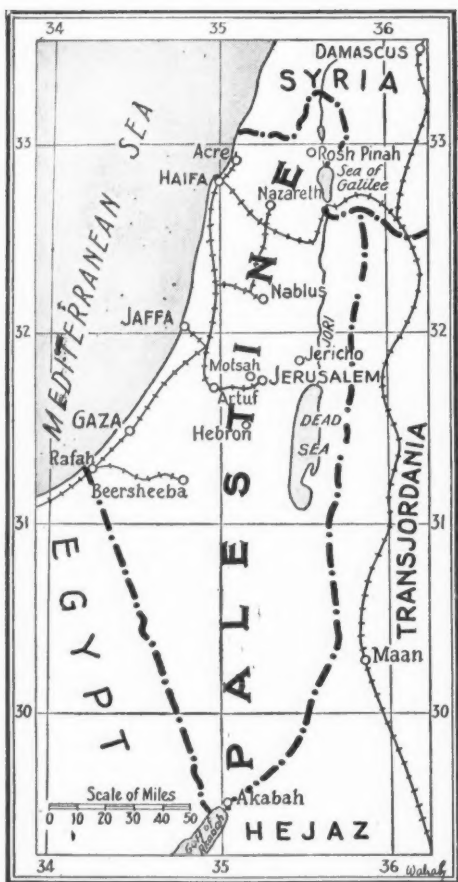 34 35 36
DAMASCUS
SYRIA
33 33
MEDITERRANEAN SEA
Acre
HAIFA
Rosh Pinah
Sea of
Galilee
Nazareth
Nablus
32 32
JAFFA
Jericho
Motsah
JERUSALEM
Artuf
GAZA
Hebron
DEAD
SEA
Rafah
Beersheeba
31 31
PALESTINE
TRANSJORDANIA
EGYPT
Maan
30 30
Scale of Miles
0 10 20 30 40 50
Akabah
Gulf of
Akabah
HEJAZ
34 35 36